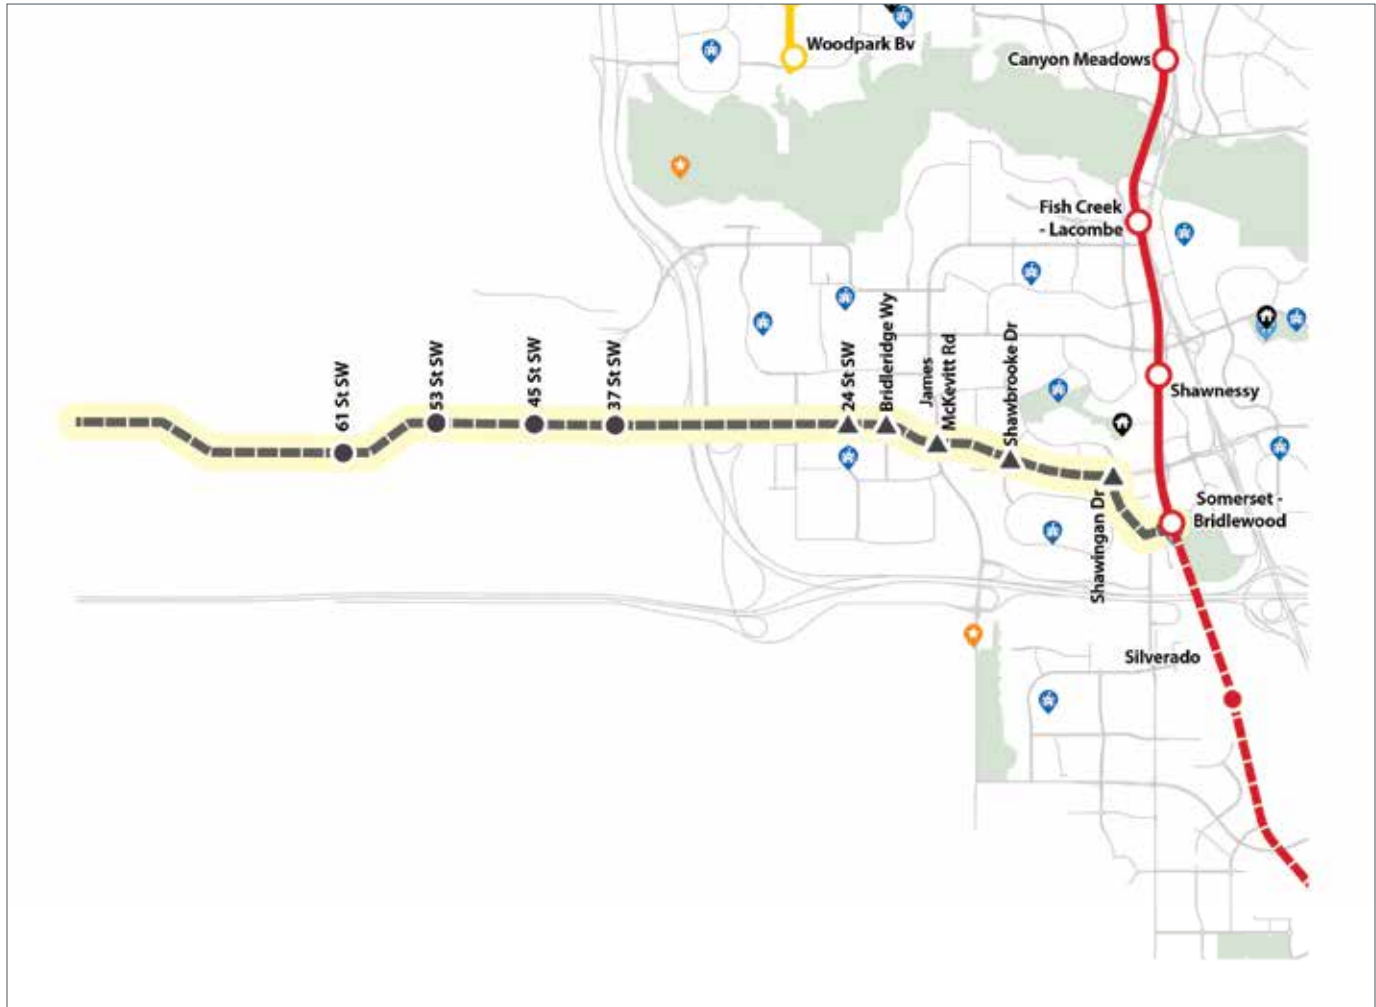 Woodpark Bv
Canyon Meadows
Fish Creek
- Lacombe
Shawnessy
Somerset -
Bridlewood
61 St SW
53 St SW
45 St SW
37 St SW
24 St SW
Bridleridge Wy
James
McKevitt Rd
Shawbrooke Dr
Shawingan Dr
Silverado